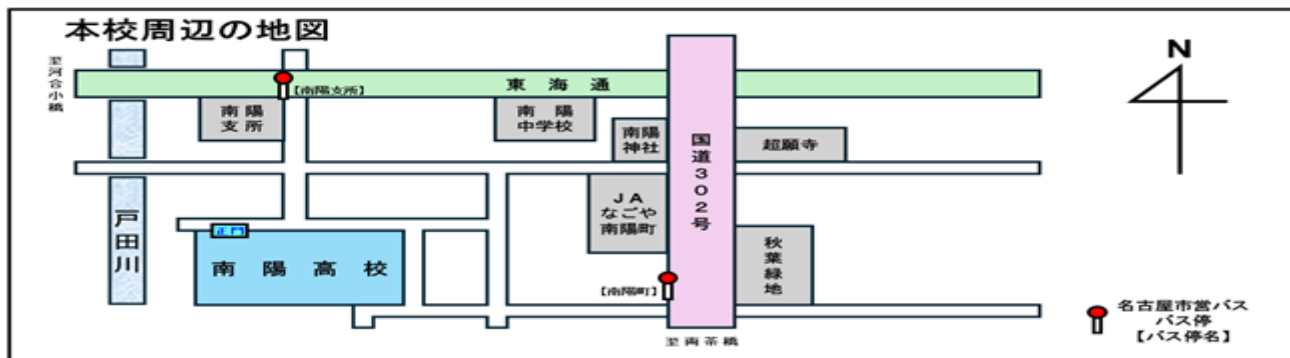 本校周辺の地図
N
至河合小橋
東海通
【南陽支所】
南陽
支所
南陽
中学校
南陽
神社
国道302号
超願寺
戸田川
JA
なごや
南陽町
正門
南陽高校
秋葉緑地
【南陽町】
名古屋市営バス
バス停
【バス停名】
至両茶橋